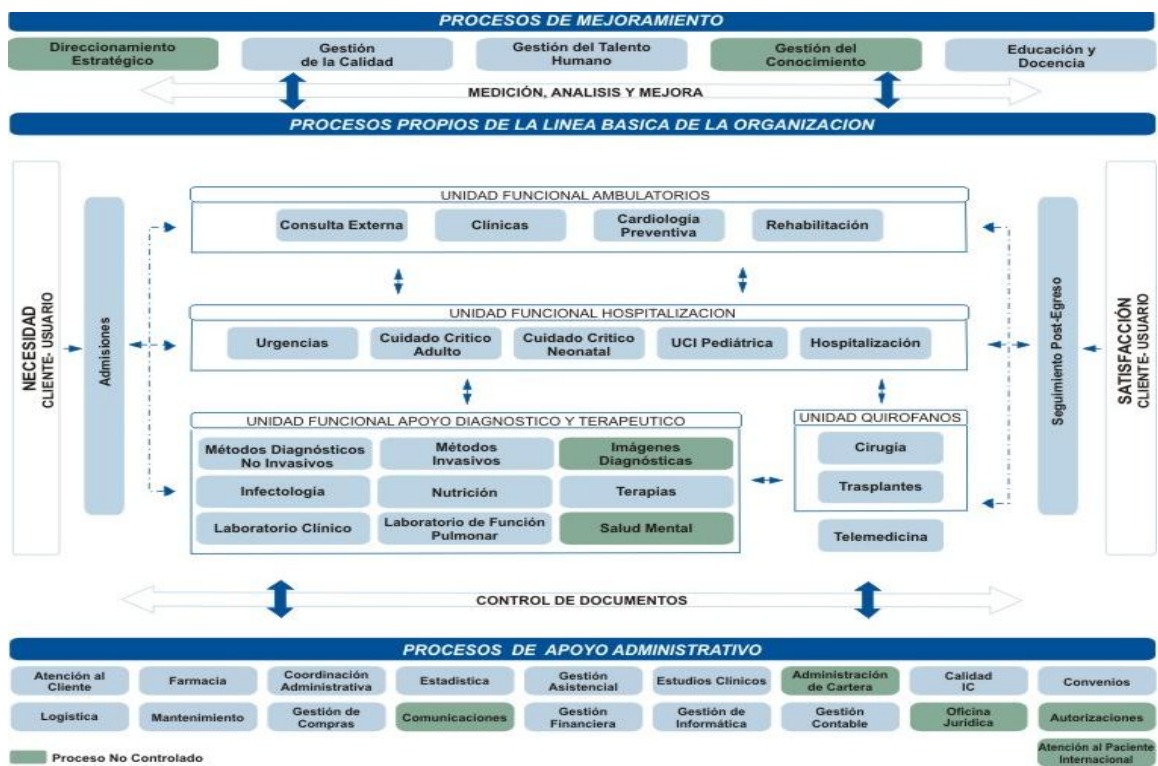 PROCESOS DE MEJORAMIENTO
Direccionamiento
Estratégico
Gestión
de la Calidad
Gestión del Talento
Humano
Gestión del
Conocimiento
Educación y
Docencia
MEDICIÓN, ANALISIS Y MEJORA
PROCESOS PROPIOS DE LA LINEA BASICA DE LA ORGANIZACION
NECESIDAD
CLIENTE- USUARIO
Admisiones
UNIDAD FUNCIONAL AMBULATORIOS
Consulta Externa
Clínicas
Cardiología
Preventiva
Rehabilitación
UNIDAD FUNCIONAL HOSPITALIZACION
Urgencias
Cuidado Critico
Adulto
Cuidado Critico
Neonatal
UCI Pediátrica
Hospitalización
UNIDAD FUNCIONAL APOYO DIAGNOSTICO Y TERAPEUTICO
Métodos Diagnósticos
No Invasivos
Métodos
Invasivos
Imágenes
Diagnósticas
Infectología
Nutrición
Terapias
Laboratorio Clínico
Laboratorio de Función
Pulmonar
Salud Mental
UNIDAD QUIROFANOS
Cirugía
Trasplantes
Telemedicina
Seguimiento Post-Egreso
SATISFACCIÓN
CLIENTE- USUARIO
CONTROL DE DOCUMENTOS
PROCESOS DE APOYO ADMINISTRATIVO
Atención al
Cliente
Farmacia
Coordinación
Administrativa
Estadística
Gestión
Asistencial
Estudios Clínicos
Administración
de Cartera
Calidad
IC
Convenios
Logística
Mantenimiento
Gestión de
Compras
Comunicaciones
Gestión
Financiera
Gestión de
Informática
Gestión
Contable
Oficina
Jurídica
Autorizaciones
Atención al Paciente
Internacional
Proceso No Controlado